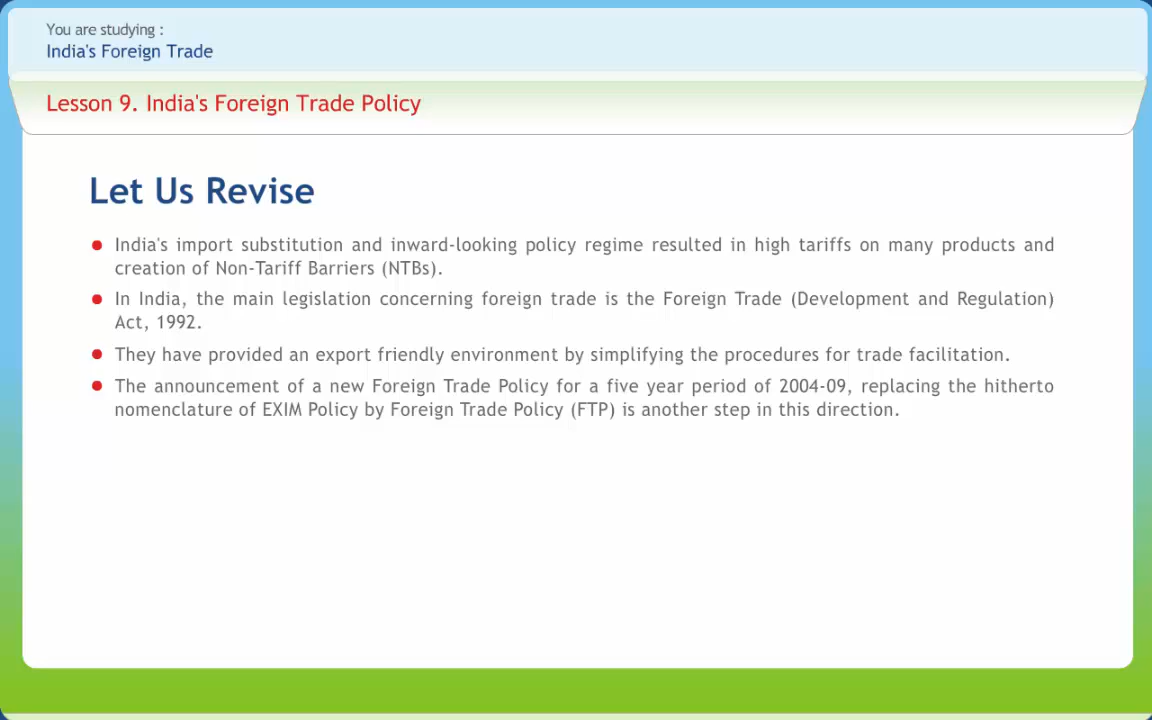 You are studying :
India's Foreign Trade
Lesson 9. India's Foreign Trade Policy
Let Us Revise
India's import substitution and inward-looking policy regime resulted in high tariffs on many products and
creation of Non-Tariff Barriers (NTBs).
In India, the main legislation concerning foreign trade is the Foreign Trade (Development and Regulation)
Act, 1992.
They have provided an export friendly environment by simplifying the procedures for trade facilitation.
The announcement of a new Foreign Trade Policy for a five year period of 2004-09, replacing the hitherto
nomenclature of EXIM Policy by Foreign Trade Policy (FTP) is another step in this direction.